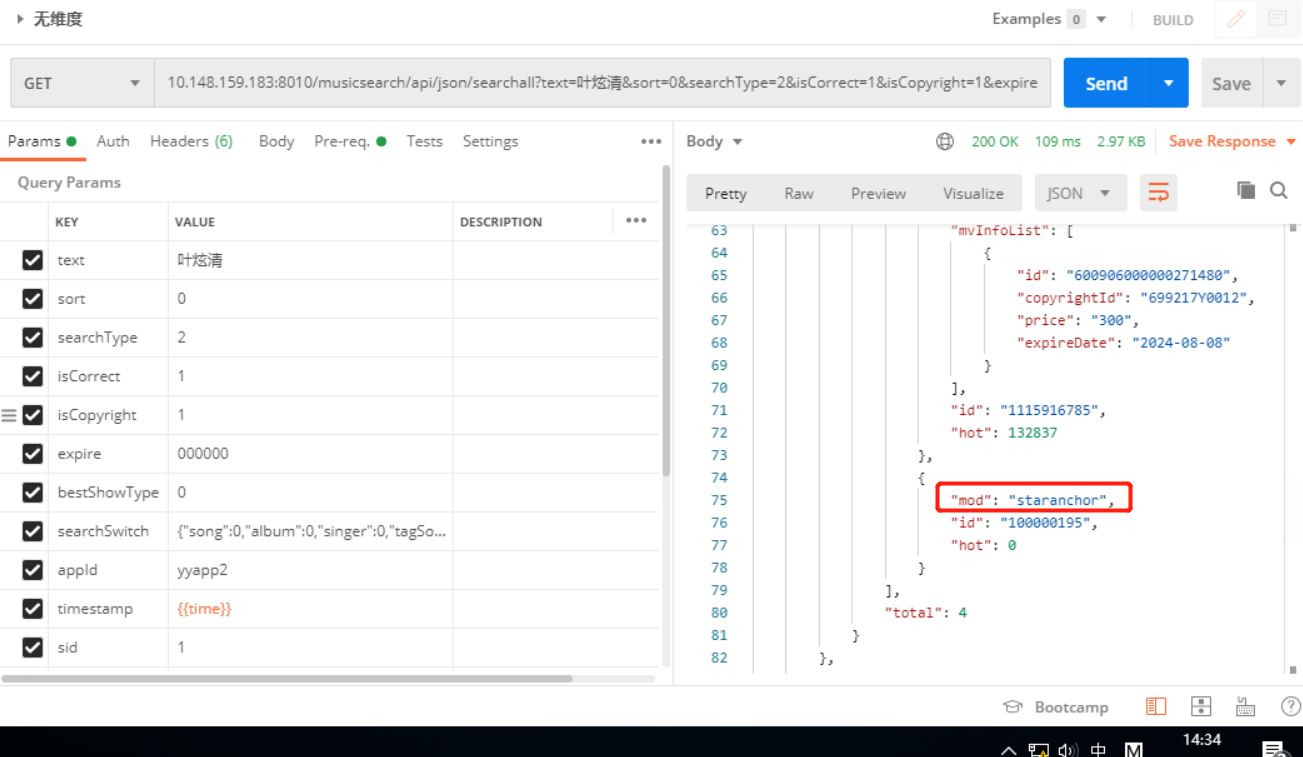 无维度
Examples 0
BUILD
GET
10.148.159.183:8010/musicsearch/api/json/searchall?text=叶炫清&sort=0&searchType=2&isCorrect=1&isCopyright=1&expire
Send
Save
Params
Auth
Headers (6)
Body
Pre-req.
Tests
Settings
Query Params
KEY VALUE DESCRIPTION
text 叶炫清
sort 0
searchType 2
isCorrect 1
isCopyright 1
expire 000000
bestShowType 0
searchSwitch {"song":0,"album":0,"singer":0,"tagSo...
appId yyapp2
timestamp {{time}}
sid 1
Body
200 OK 109 ms 2.97 KB Save Response
Pretty Raw Preview Visualize JSON
63 "mvInfoList": [
64 {
65 "id": "600906000000271480",
66 "copyrightId": "699217Y0012",
67 "price": "300",
68 "expireDate": "2024-08-08"
69 }
70 ],
71 "id": "1115916785",
72 "hot": 132837
73 },
74 {
75 "mod": "staranchor",
76 "id": "100000195",
77 "hot": 0
78 }
79 ],
80 "total": 4
81 }
82 },
Bootcamp
中
M
14:34